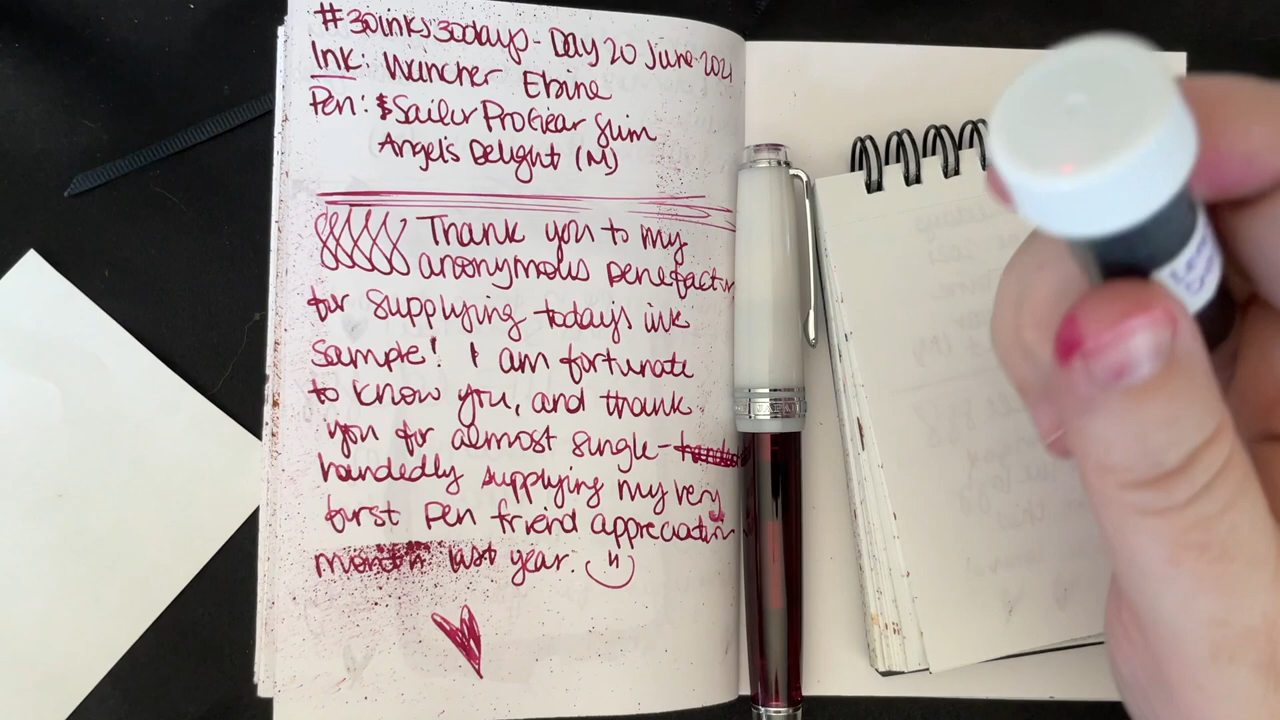 #30inks30days - Day 20 June 2021
Ink: Wancher Ebine
Pen: Sailor ProGear Slim
Angel's Delight (M)
Thank you to my
anonymous benefactor
for supplying today's ink
sample! I am fortunate
to know you, and thank
you for almost single-
handedly supplying my very
first pen friend appreciation
month last year.
JAPAN